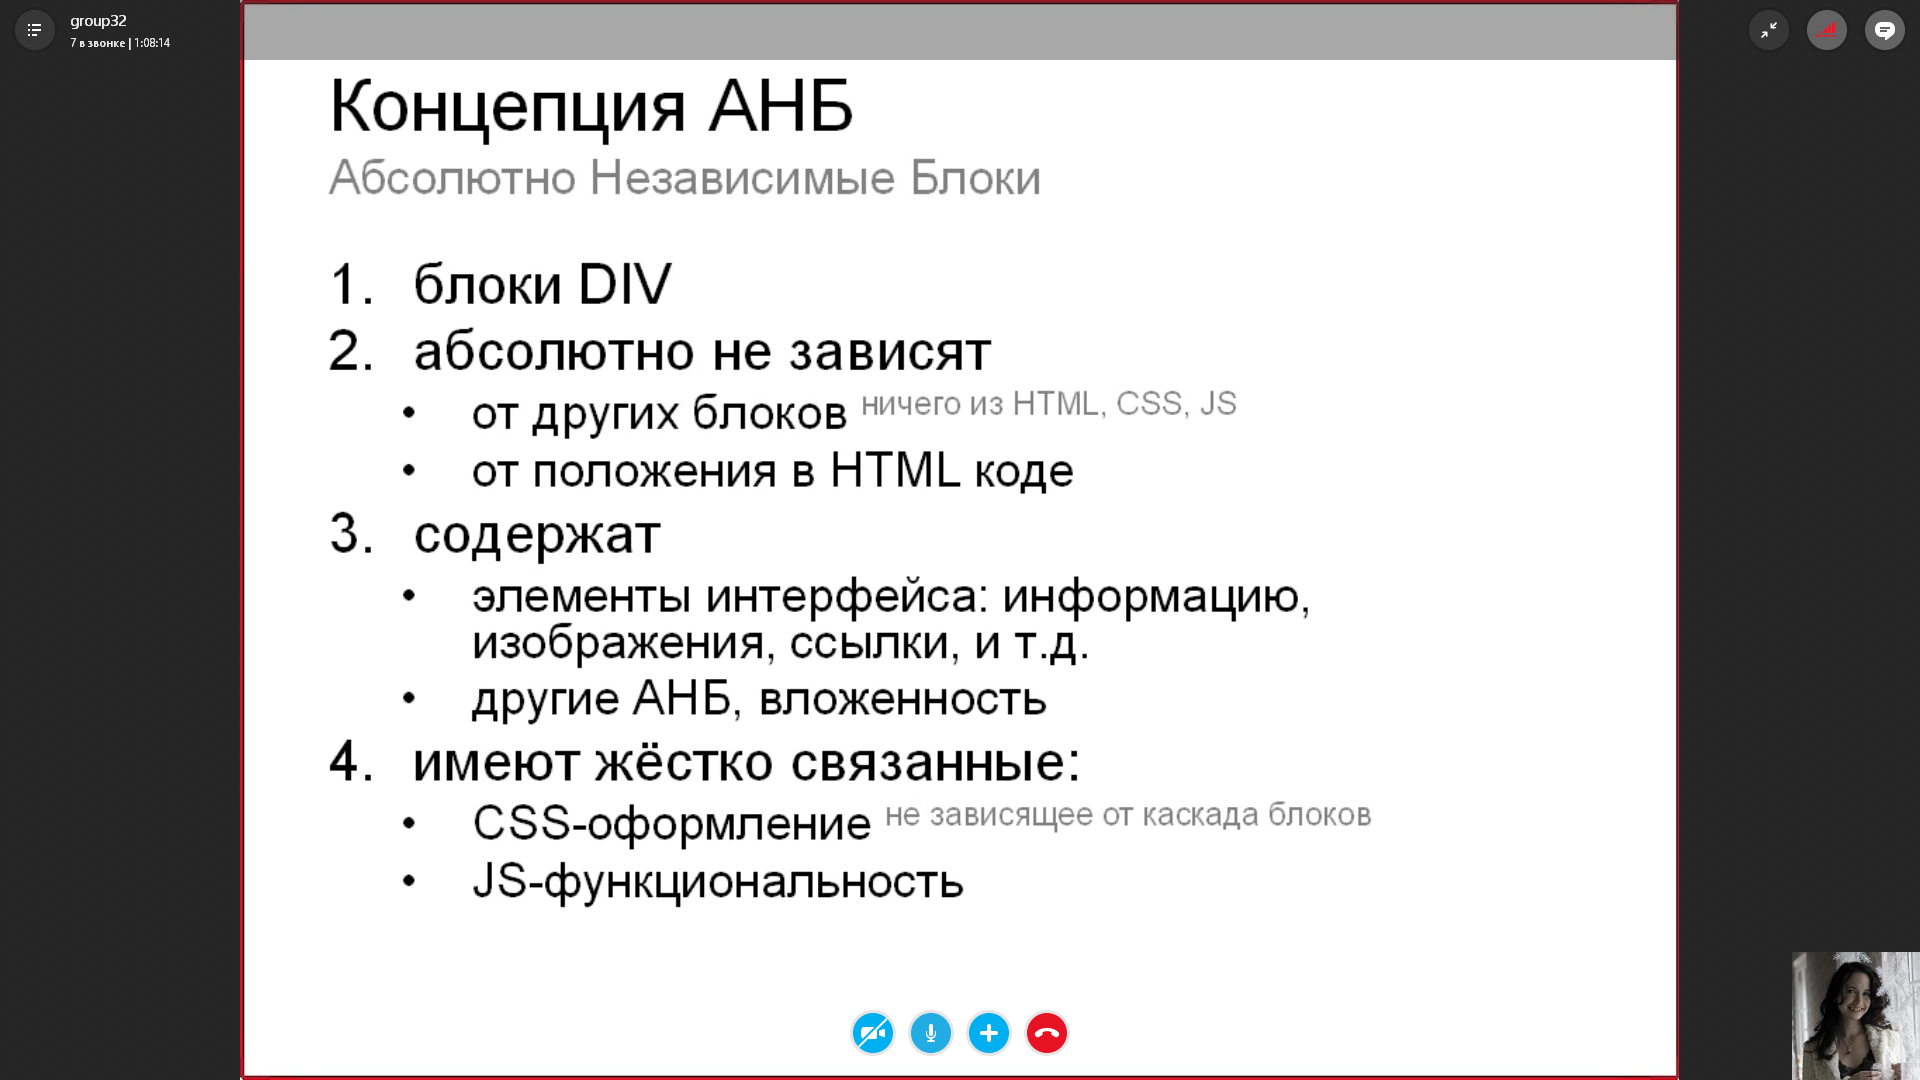 group32
7 в звонке | 1:08:14
Концепция АНБ
Абсолютно Независимые Блоки
1. блоки DIV
2. абсолютно не зависят
• от других блоков ничего из HTML, CSS, JS
• от положения в HTML коде
3. содержат
• элементы интерфейса: информацию,
изображения, ссылки, и т.д.
• другие АНБ, вложенность
4. имеют жёстко связанные:
• CSS-оформление не зависящее от каскада блоков
• JS-функциональность